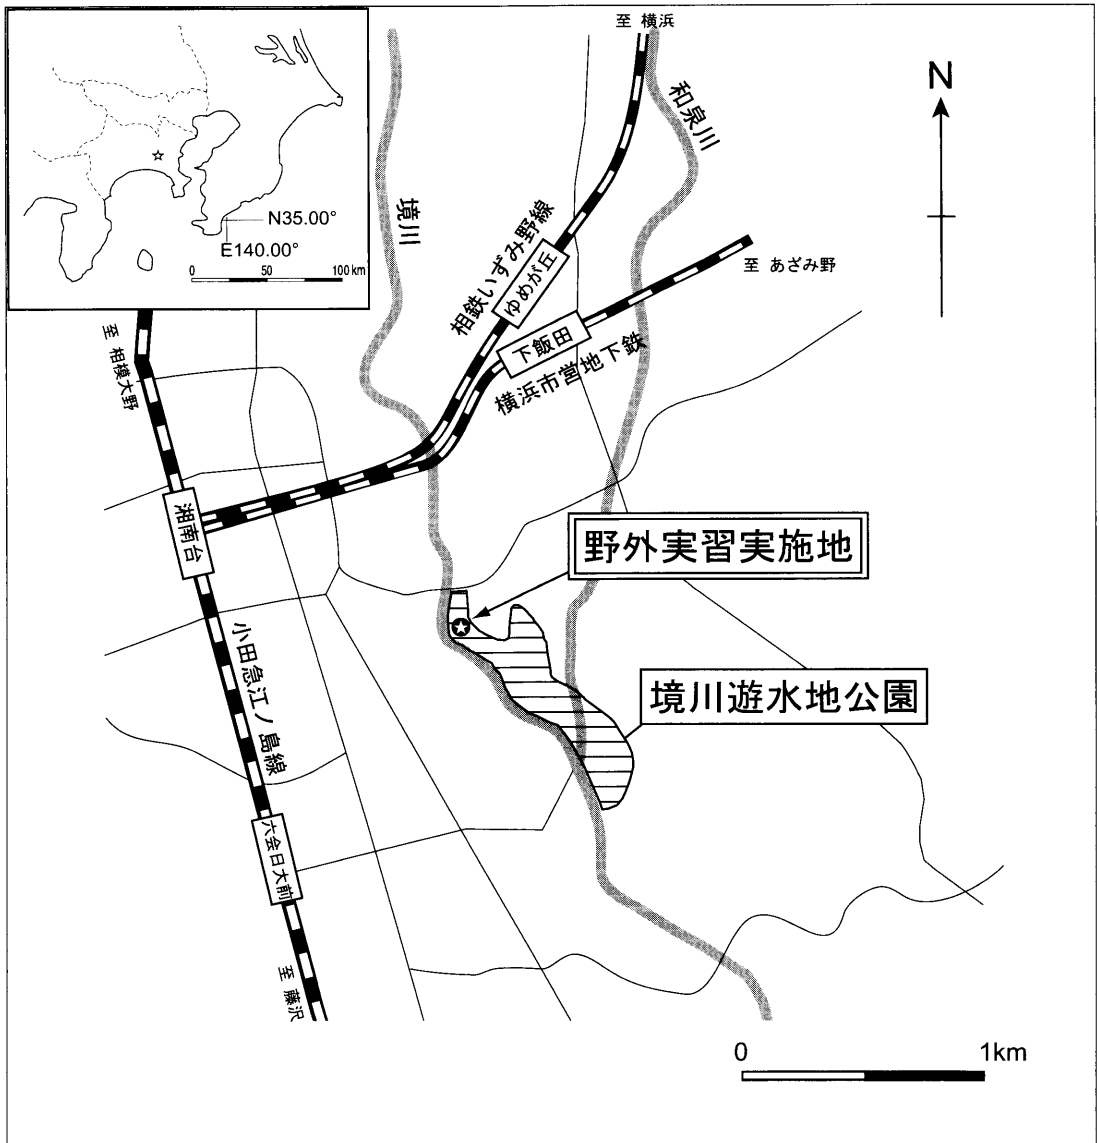 至 横浜
N
和泉川
境川
相鉄いずみ野線
ゆめが丘
至 あざみ野
下飯田
横浜市営地下鉄
N35.00°
E140.00°
0 50 100km
至 相模大野
湘南台
野外実習実施地
小田急江ノ島線
境川遊水地公園
六会日大前
至 藤沢
0 1km